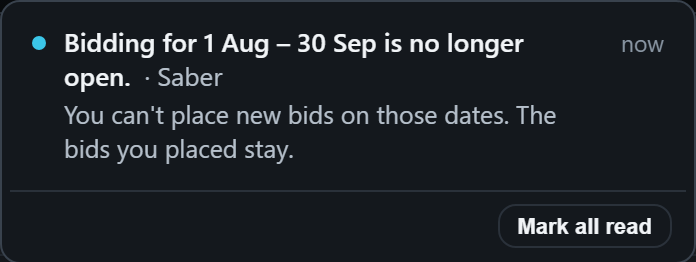 Bidding for 1 Aug – 30 Sep is no longer now
open. · Saber
You can't place new bids on those dates. The
bids you placed stay.
Mark all read